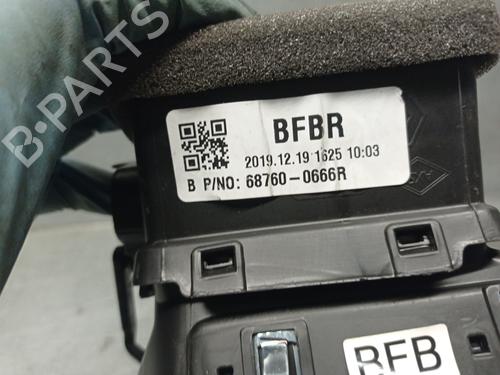 B-PARTS
BFBR
2019.12.19 1625 10:03
B P/NO: 68760-0666R
BFB